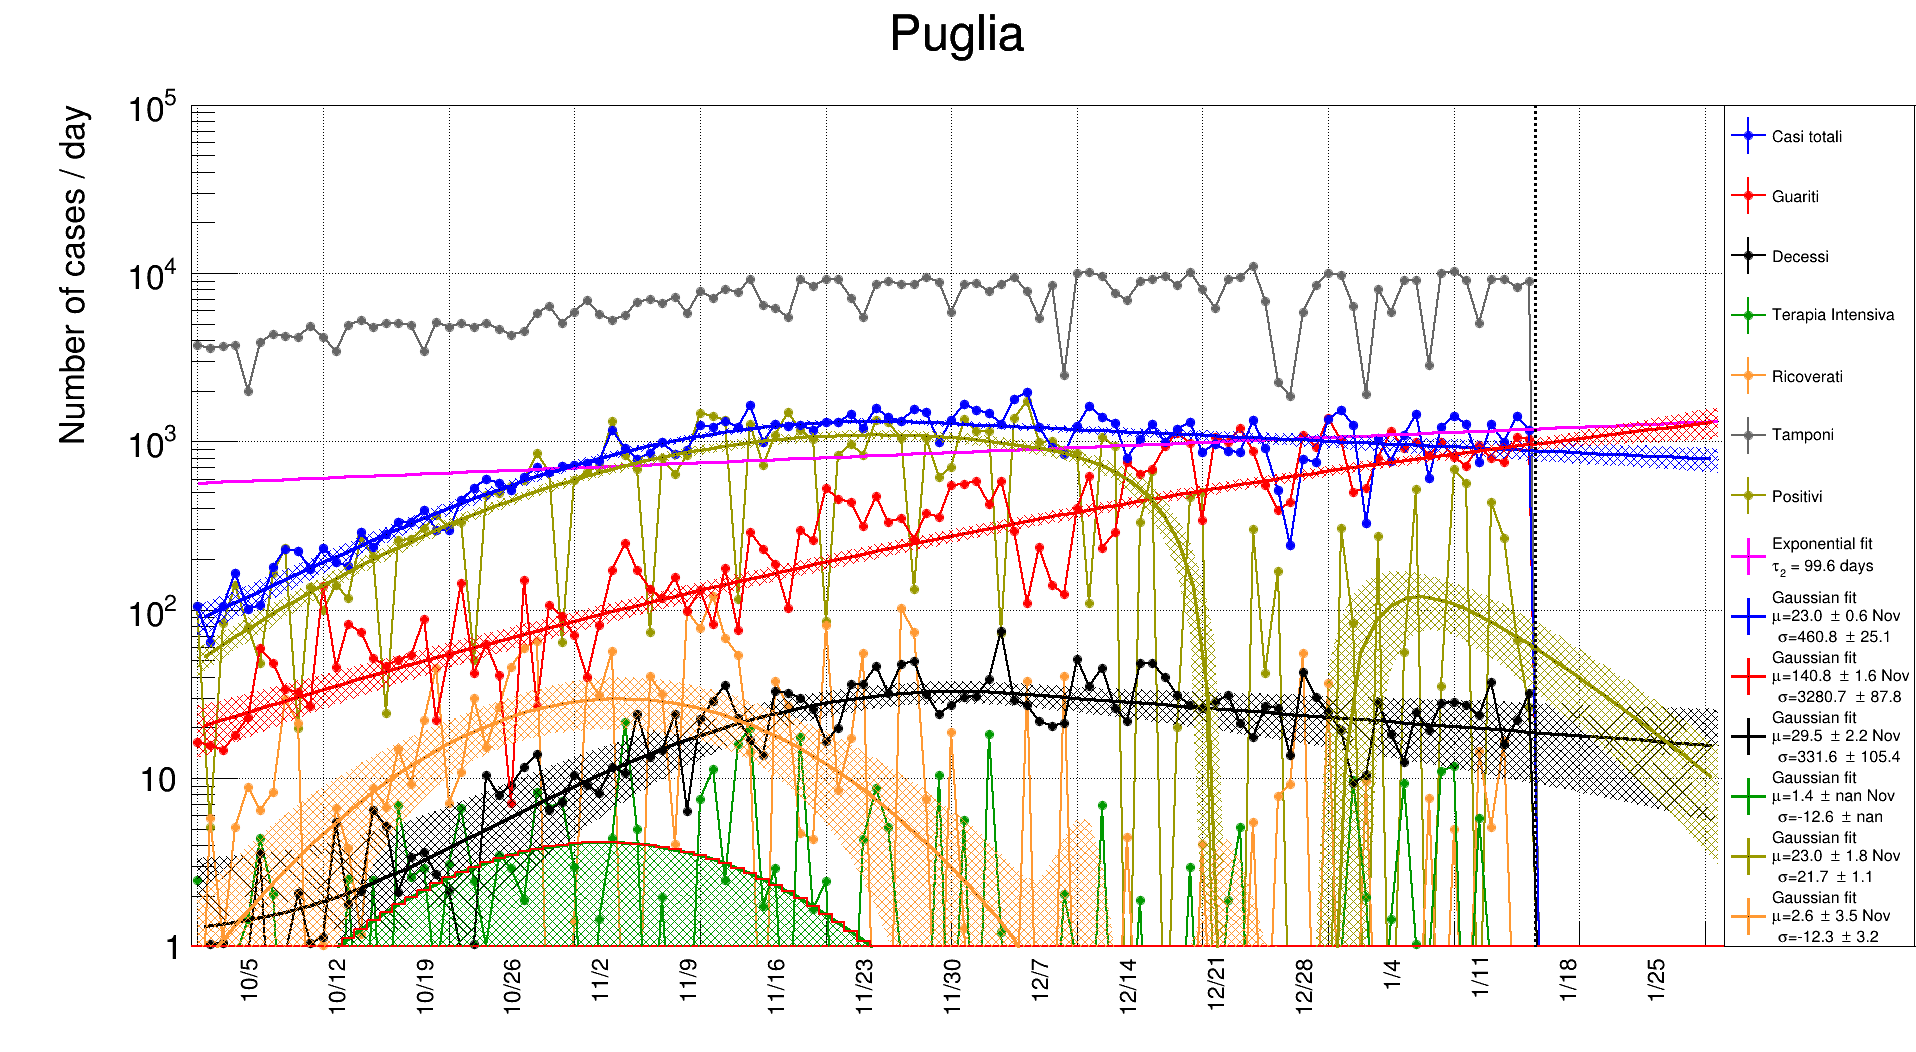 Puglia
Number of cases / day
10^5
10^4
10^3
10^2
10
1
10/5
10/12
10/19
10/26
11/2
11/9
11/16
11/23
11/30
12/7
12/14
12/21
12/28
1/4
1/11
1/18
1/25
Casi totali
Guariti
Decessi
Terapia Intensiva
Ricoverati
Tamponi
Positivi
Exponential fit
τ₂ = 99.6 days
Gaussian fit
μ=23.0 ± 0.6 Nov
σ=460.8 ± 25.1
Gaussian fit
μ=140.8 ± 1.6 Nov
σ=3280.7 ± 87.8
Gaussian fit
μ=29.5 ± 2.2 Nov
σ=331.6 ± 105.4
Gaussian fit
μ=1.4 ± nan Nov
σ=-12.6 ± nan
Gaussian fit
μ=23.0 ± 1.8 Nov
σ=21.7 ± 1.1
Gaussian fit
μ=2.6 ± 3.5 Nov
σ=-12.3 ± 3.2